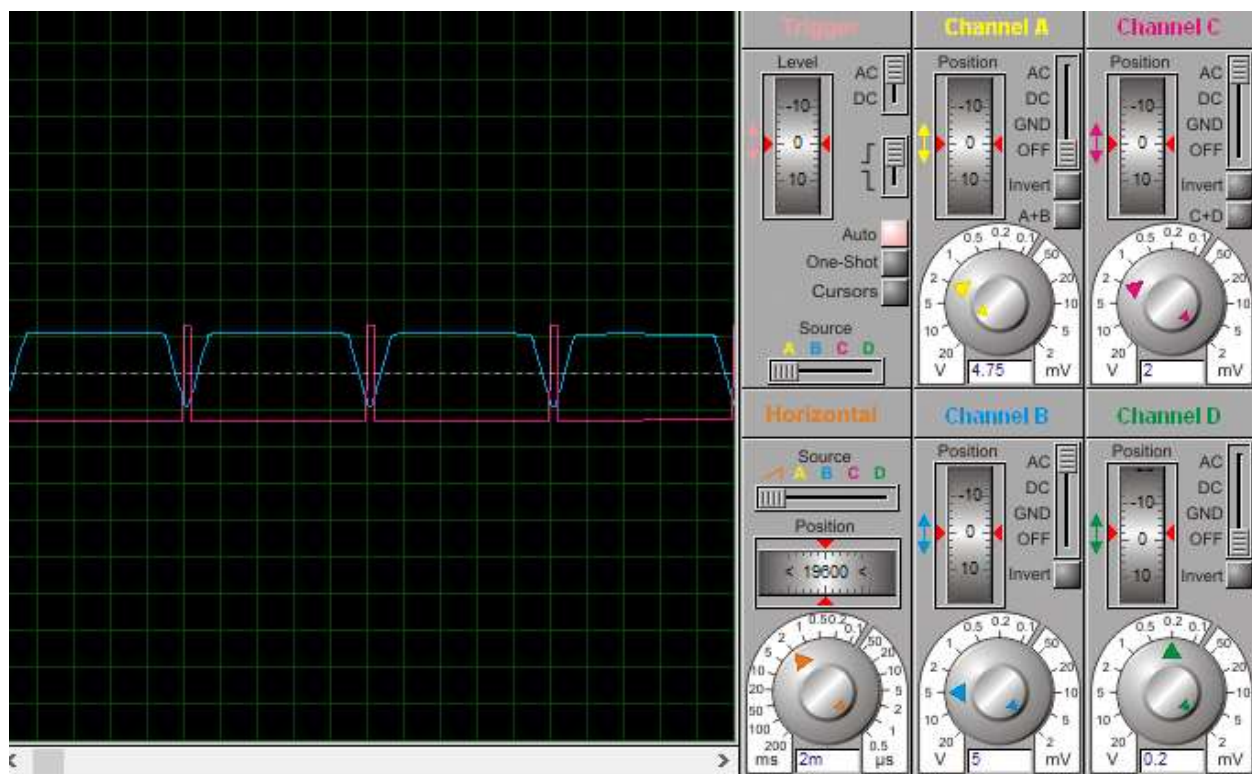 Trigger
Level
AC
DC
-10
0
10
Auto
One-Shot
Cursors
Source
A B C D
Channel A
Position
AC
DC
GND
OFF
-10
0
10
Invert
A+B
20
10
5
2
1
0.5
0.2
0.1
50
20
10
5
2
V
4.75
mV
Channel C
Position
AC
DC
GND
OFF
-10
0
10
Invert
C+D
20
10
5
2
1
0.5
0.2
0.1
50
20
10
5
2
V
2
mV
Horizontal
Source
A B C D
Position
< 19600 <
200
100
50
20
10
5
2
1
0.5
0.2
0.1
50
20
10
5
2
1
0.5
ms
2m
µs
Channel B
Position
AC
DC
GND
OFF
-10
0
10
Invert
20
10
5
2
1
0.5
0.2
0.1
50
20
10
5
2
V
5
mV
Channel D
Position
AC
DC
GND
OFF
-10
0
10
Invert
20
10
5
2
1
0.5
0.2
0.1
50
20
10
5
2
V
0.2
mV